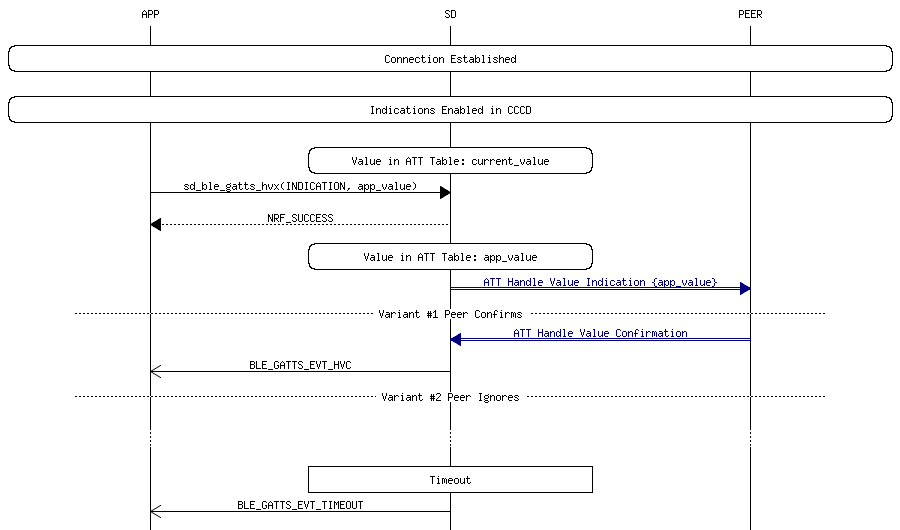 APP SD PEER
Connection Established
Indications Enabled in CCCD
Value in ATT Table: current_value
sd_ble_gatts_hvx(INDICATION, app_value)
NRF_SUCCESS
Value in ATT Table: app_value
ATT Handle Value Indication {app_value}
Variant #1 Peer Confirms
ATT Handle Value Confirmation
BLE_GATTS_EVT_HVC
Variant #2 Peer Ignores
Timeout
BLE_GATTS_EVT_TIMEOUT